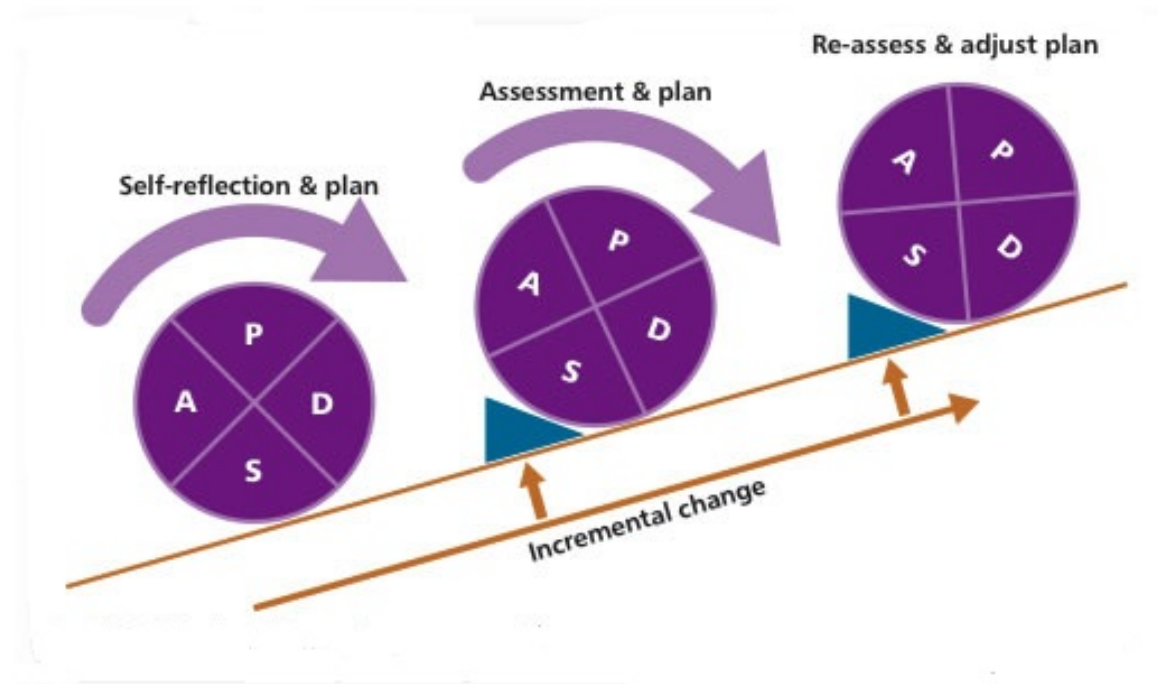 Self-reflection & plan
P
A D
S
Assessment & plan
P
A
D
S
Re-assess & adjust plan
A P
S D
Incremental change